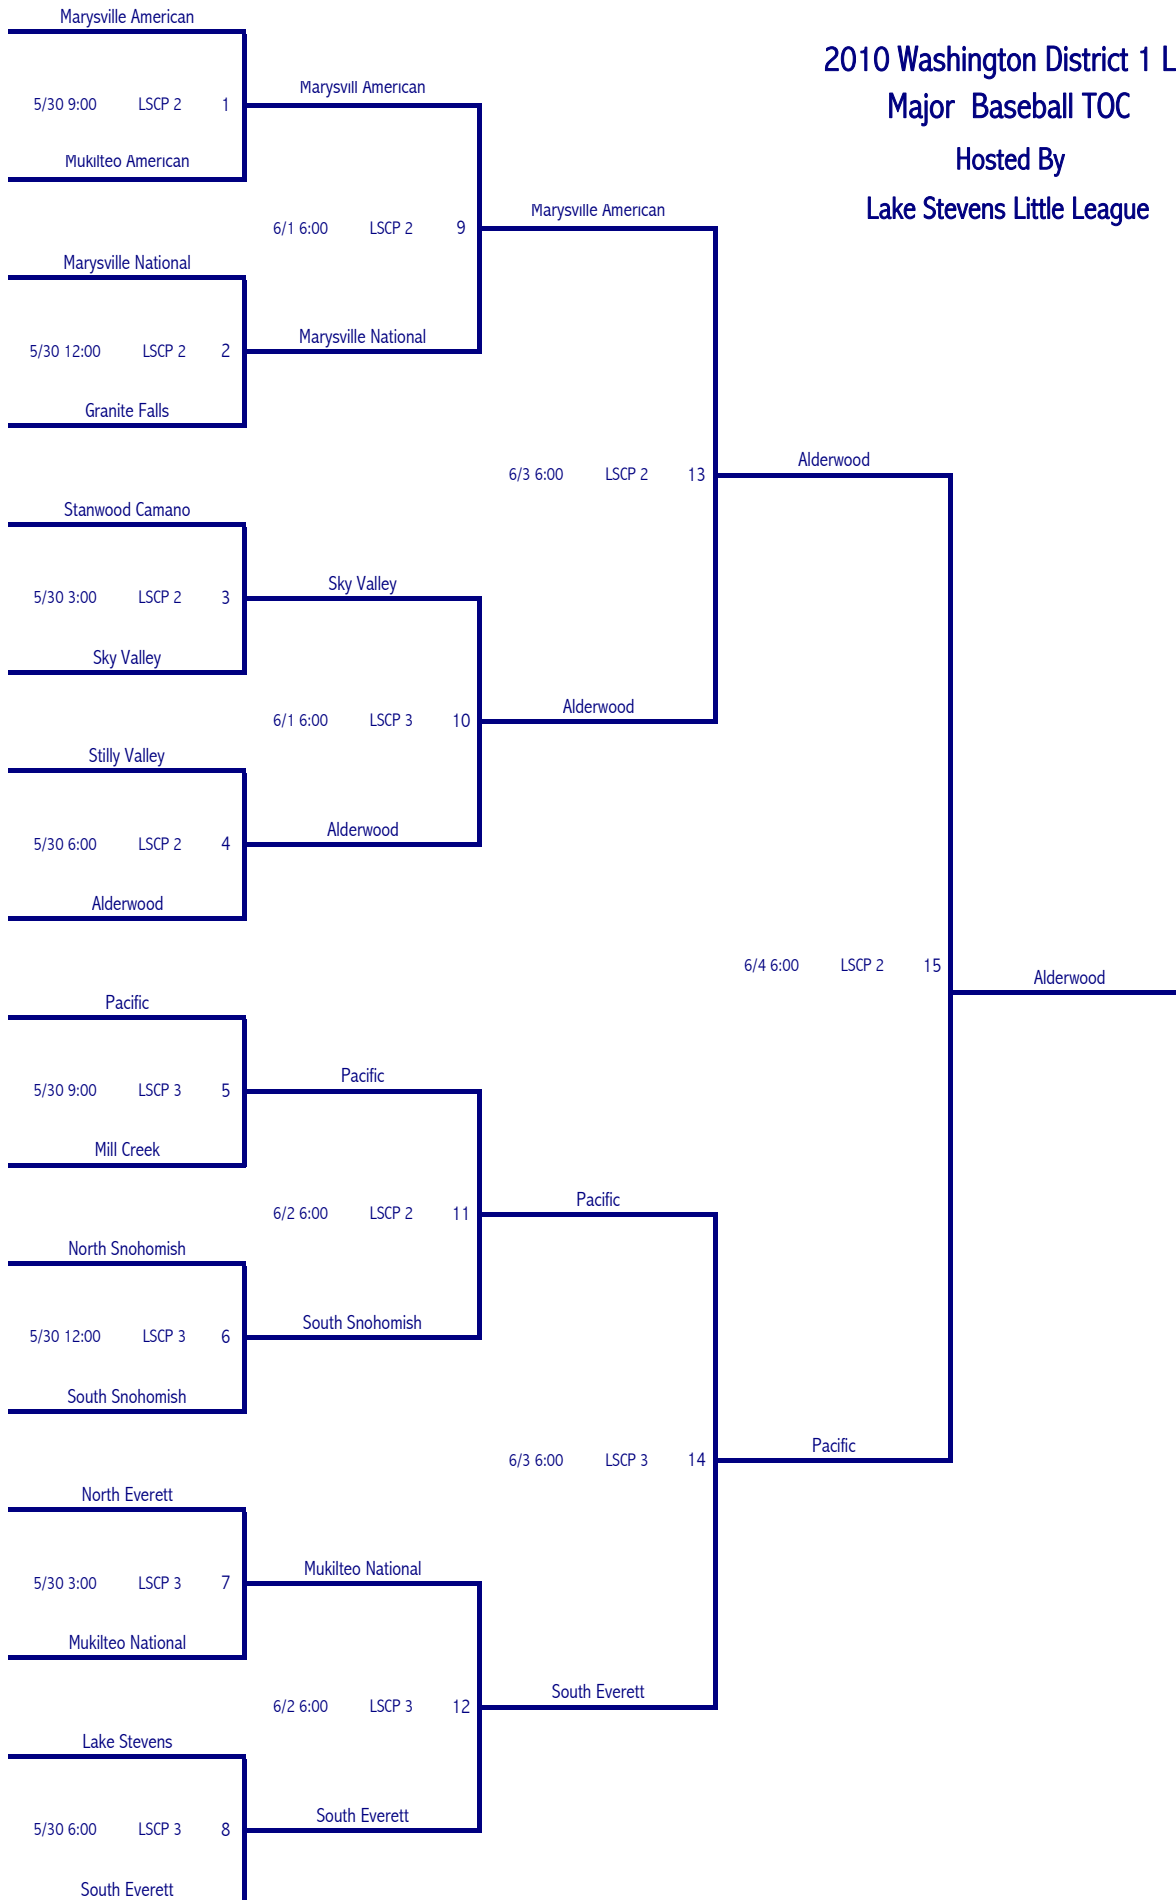 Marysville American
2010 Washington District 1 L
Major Baseball TOC
Hosted By
Lake Stevens Little League
5/30 9:00 LSCP 2 1
Marysvill American
Mukilteo American
6/1 6:00 LSCP 2 9
Marysville American
Marysville National
5/30 12:00 LSCP 2 2
Marysville National
Granite Falls
6/3 6:00 LSCP 2 13
Alderwood
Stanwood Camano
5/30 3:00 LSCP 2 3
Sky Valley
Sky Valley
6/1 6:00 LSCP 3 10
Alderwood
Stilly Valley
5/30 6:00 LSCP 2 4
Alderwood
Alderwood
6/4 6:00 LSCP 2 15
Alderwood
Pacific
5/30 9:00 LSCP 3 5
Pacific
Mill Creek
6/2 6:00 LSCP 2 11
Pacific
North Snohomish
5/30 12:00 LSCP 3 6
South Snohomish
South Snohomish
6/3 6:00 LSCP 3 14
Pacific
North Everett
5/30 3:00 LSCP 3 7
Mukilteo National
Mukilteo National
6/2 6:00 LSCP 3 12
South Everett
Lake Stevens
5/30 6:00 LSCP 3 8
South Everett
South Everett